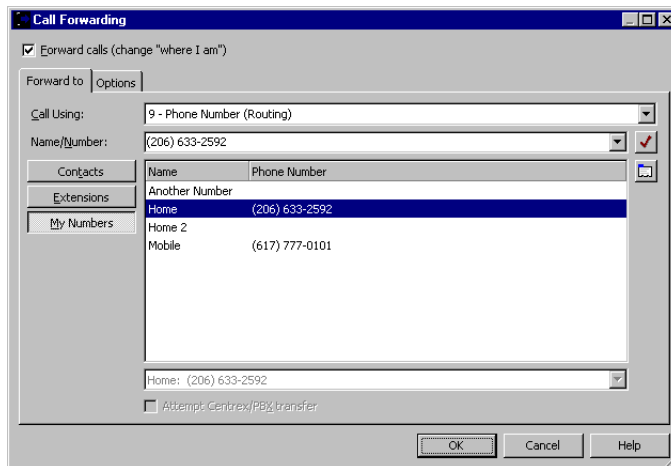 Call Forwarding
Forward calls (change "where I am")
Forward to Options
Call Using: 9 - Phone Number (Routing)
Name/Number: (206) 633-2592
Contacts
Extensions
My Numbers
Name Phone Number
Another Number
Home (206) 633-2592
Home 2
Mobile (617) 777-0101
Home: (206) 633-2592
Attempt Centrex/PBX transfer
OK Cancel Help